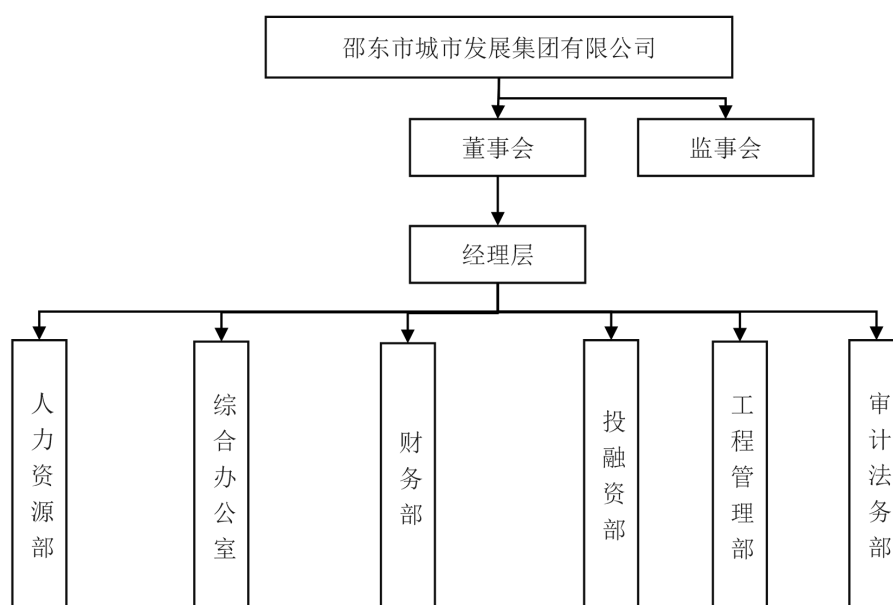 邵东市城市发展集团有限公司
董事会
监事会
经理层
人力资源部
综合办公室
财务部
投融资部
工程管理部
审计法务部